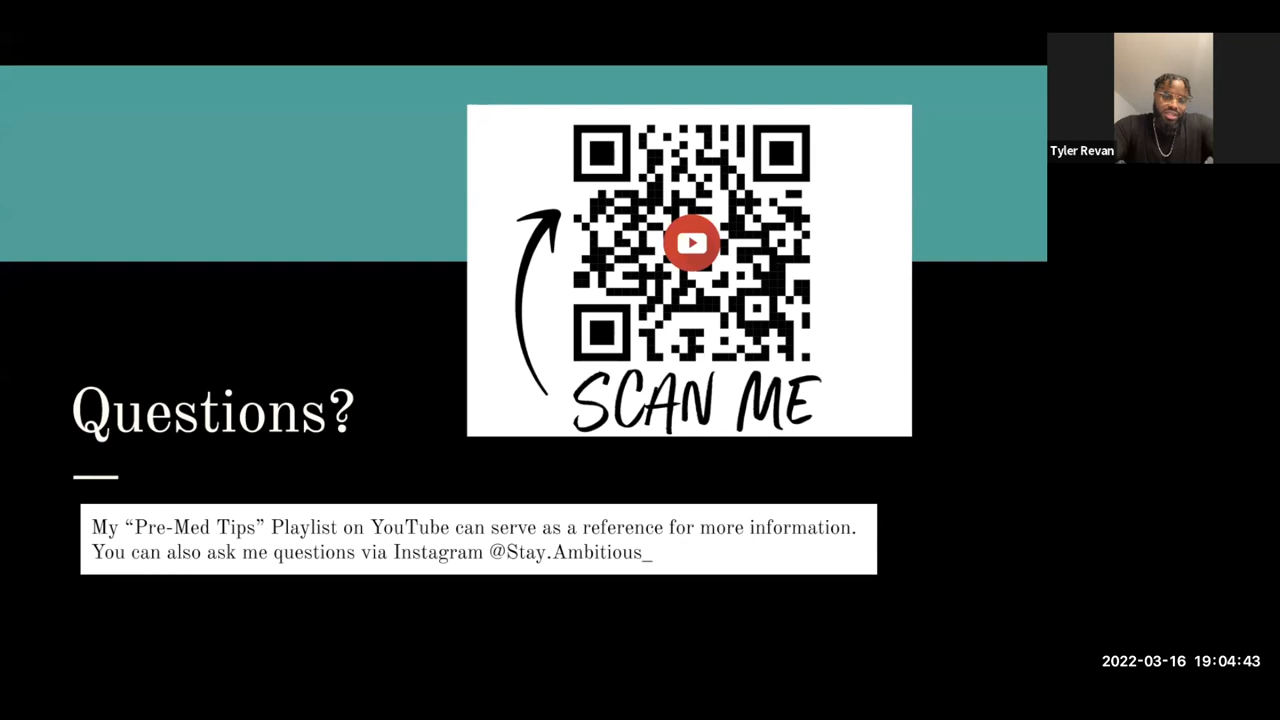 Tyler Revan
SCAN ME
Questions?
My “Pre-Med Tips” Playlist on YouTube can serve as a reference for more information.
You can also ask me questions via Instagram @Stay.Ambitious_
2022-03-16 19:04:43